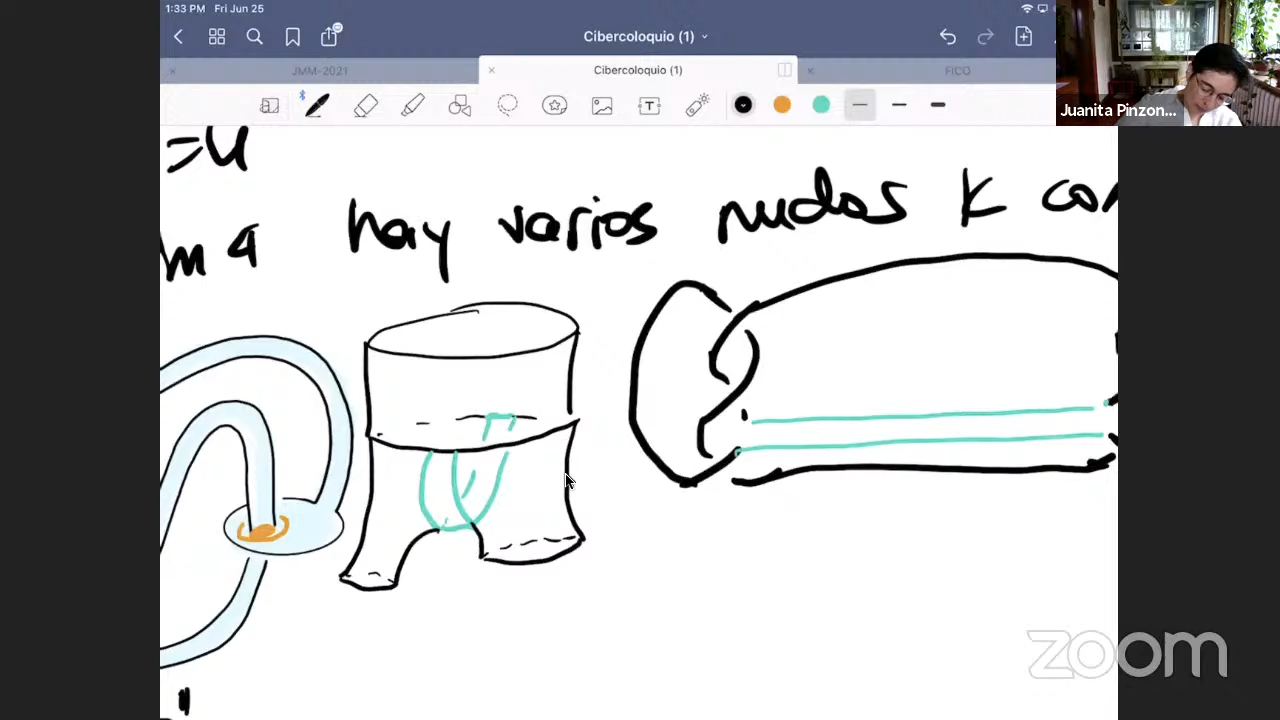 1:33 PM Fri Jun 25
Cibercoloquio (1)
JMM-2021
Cibercoloquio (1)
FICO
Juanita Pinzon...
=U
hay varios nudos K con
zoom